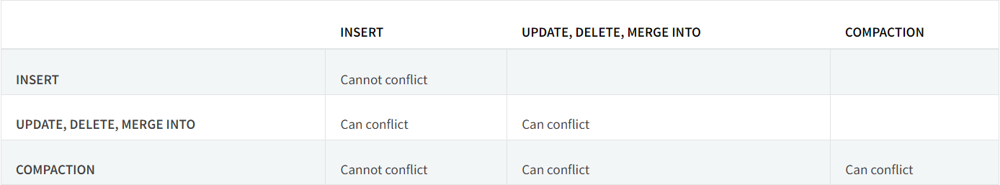 INSERT UPDATE, DELETE, MERGE INTO COMPACTION
INSERT Cannot conflict
UPDATE, DELETE, MERGE INTO Can conflict Can conflict
COMPACTION Cannot conflict Can conflict Can conflict